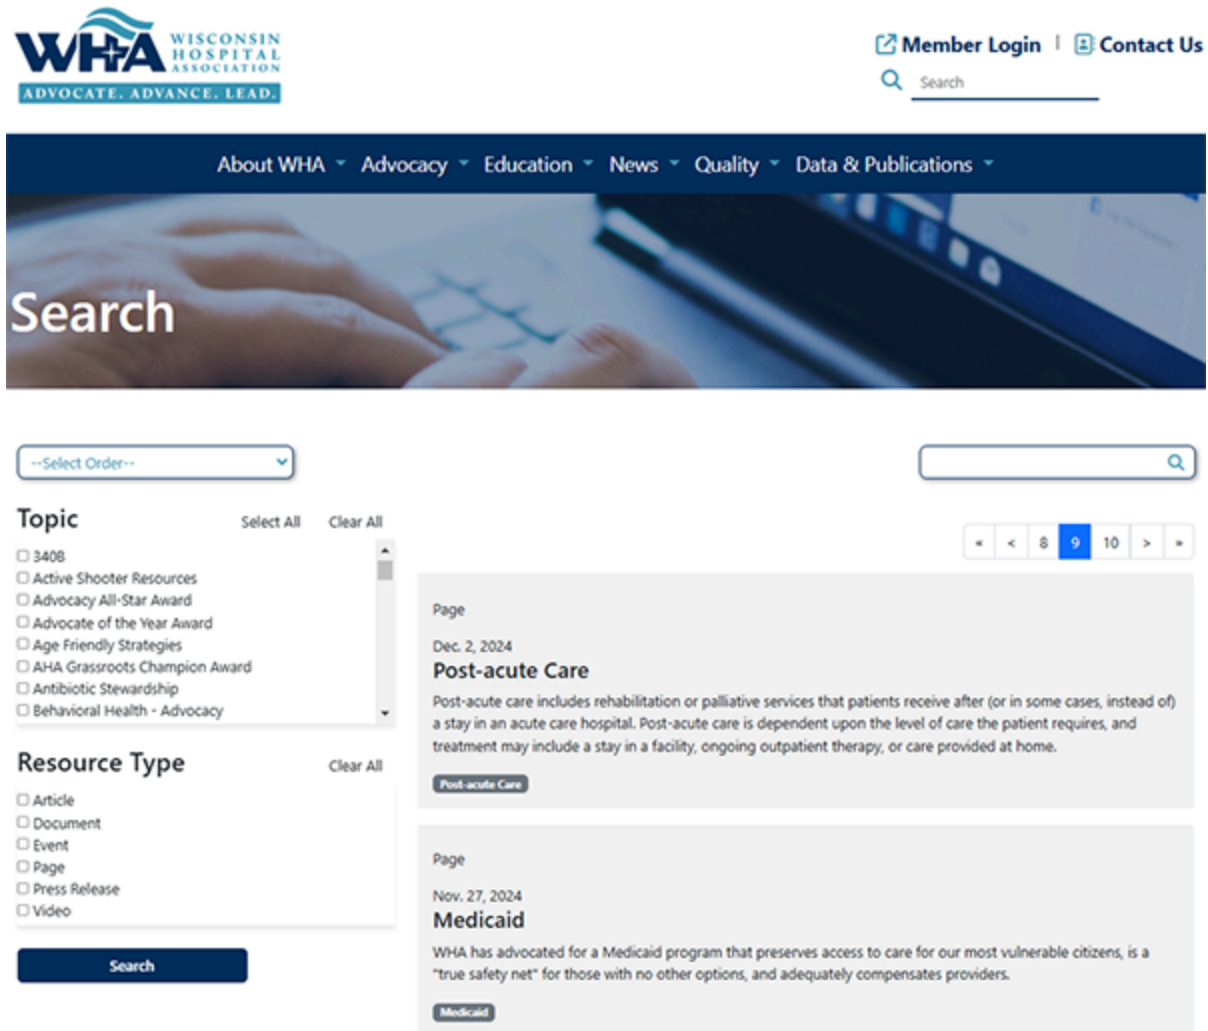 WHA WISCONSIN
HOSPITAL
ASSOCIATION
ADVOCATE. ADVANCE. LEAD.
Member Login | Contact Us
Search
About WHA Advocacy Education News Quality Data & Publications
Search
--Select Order--
Topic Select All Clear All
340B
Active Shooter Resources
Advocacy All-Star Award
Advocate of the Year Award
Age Friendly Strategies
AHA Grassroots Champion Award
Antibiotic Stewardship
Behavioral Health - Advocacy
Resource Type Clear All
Article
Document
Event
Page
Press Release
Video
Search
« < 8 9 10 > »
Page
Dec. 2, 2024
Post-acute Care
Post-acute care includes rehabilitation or palliative services that patients receive after (or in some cases, instead of)
a stay in an acute care hospital. Post-acute care is dependent upon the level of care the patient requires, and
treatment may include a stay in a facility, ongoing outpatient therapy, or care provided at home.
Post-acute Care
Page
Nov. 27, 2024
Medicaid
WHA has advocated for a Medicaid program that preserves access to care for our most vulnerable citizens, is a
"true safety net" for those with no other options, and adequately compensates providers.
Medicaid